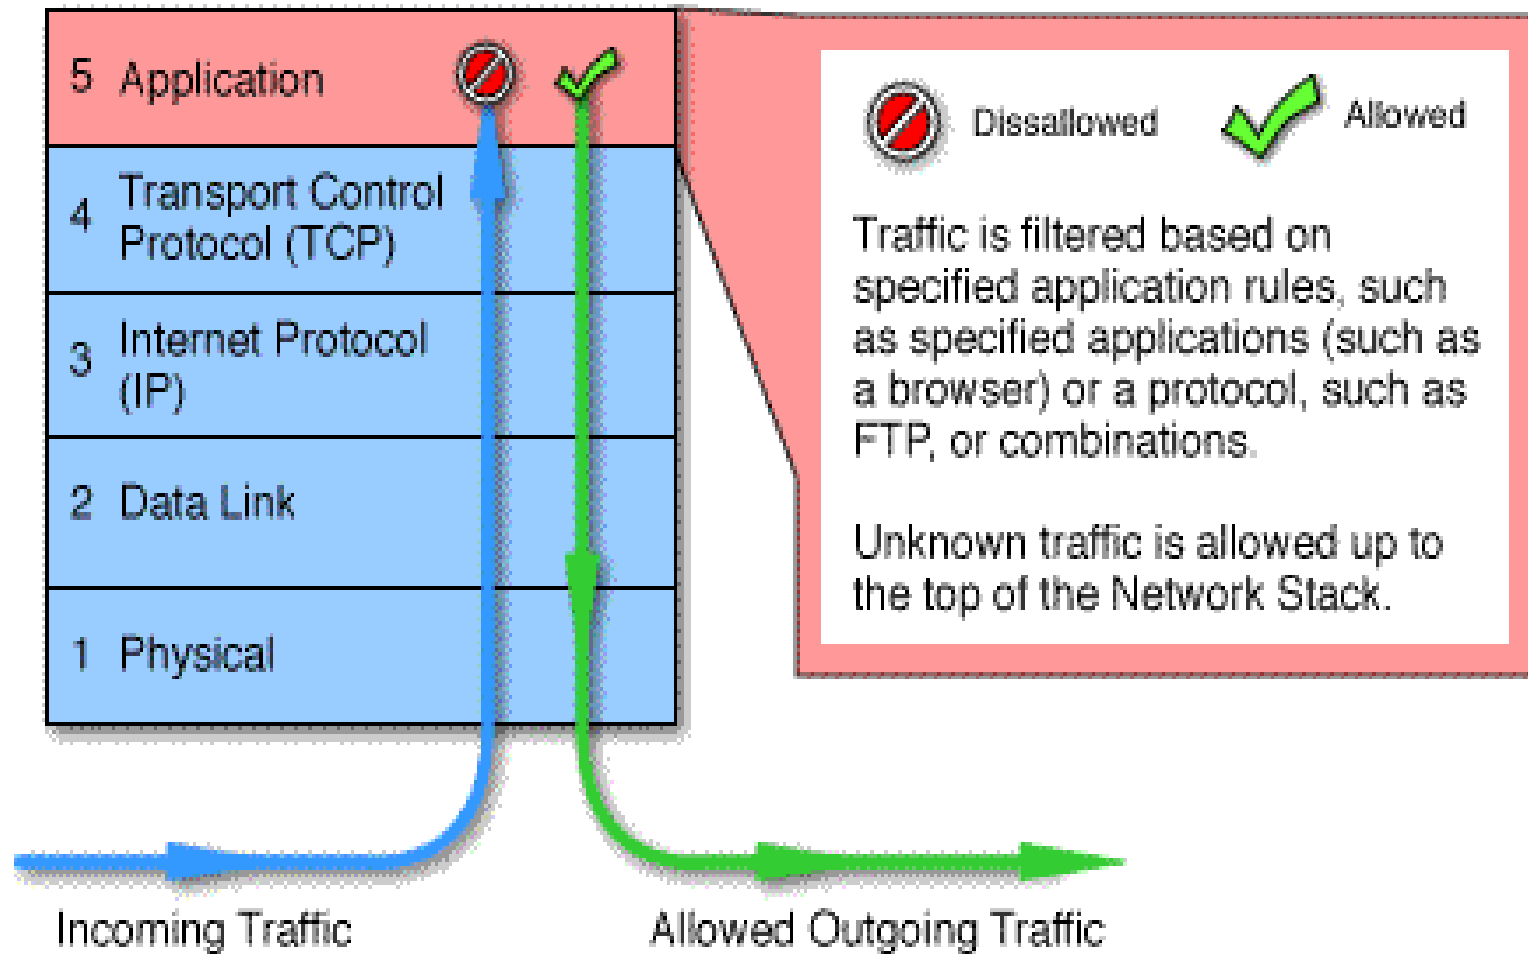 5 Application
4 Transport Control
Protocol (TCP)
3 Internet Protocol
(IP)
2 Data Link
1 Physical
Incoming Traffic
Allowed Outgoing Traffic
Dissallowed
Allowed
Traffic is filtered based on
specified application rules, such
as specified applications (such as
a browser) or a protocol, such as
FTP, or combinations.
Unknown traffic is allowed up to
the top of the Network Stack.